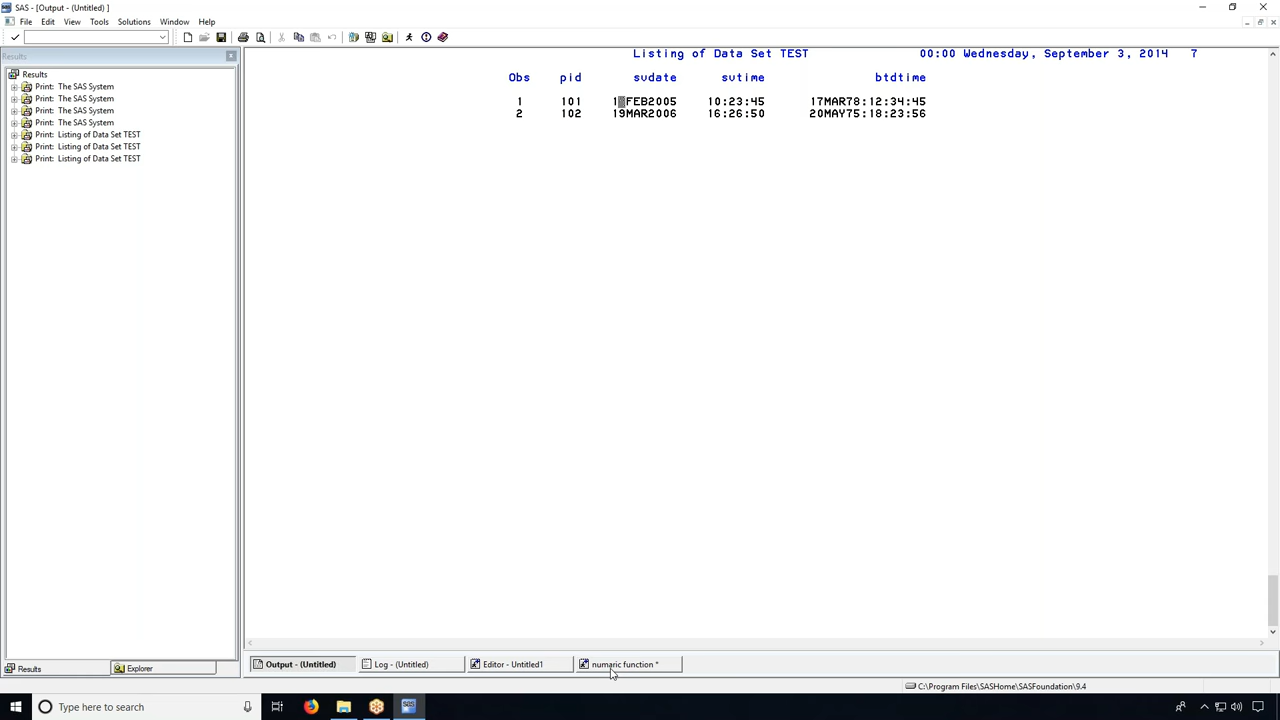 SAS - [Output - (Untitled) ]
File Edit View Tools Solutions Window Help
Results
Results
Print: The SAS System
Print: The SAS System
Print: The SAS System
Print: The SAS System
Print: Listing of Data Set TEST
Print: Listing of Data Set TEST
Print: Listing of Data Set TEST
Listing of Data Set TEST 00:00 Wednesday, September 3, 2014 7
Obs pid svdate svtime btdtime
1 101 FEB2005 10:23:45 17MAR78:12:34:45
2 102 19MAR2006 16:26:50 20MAY75:18:23:56
Results Explorer
Output - (Untitled) Log - (Untitled) Editor - Untitled1 numaric function *
C:\Program Files\SASHome\SASFoundation\9.4
Type here to search